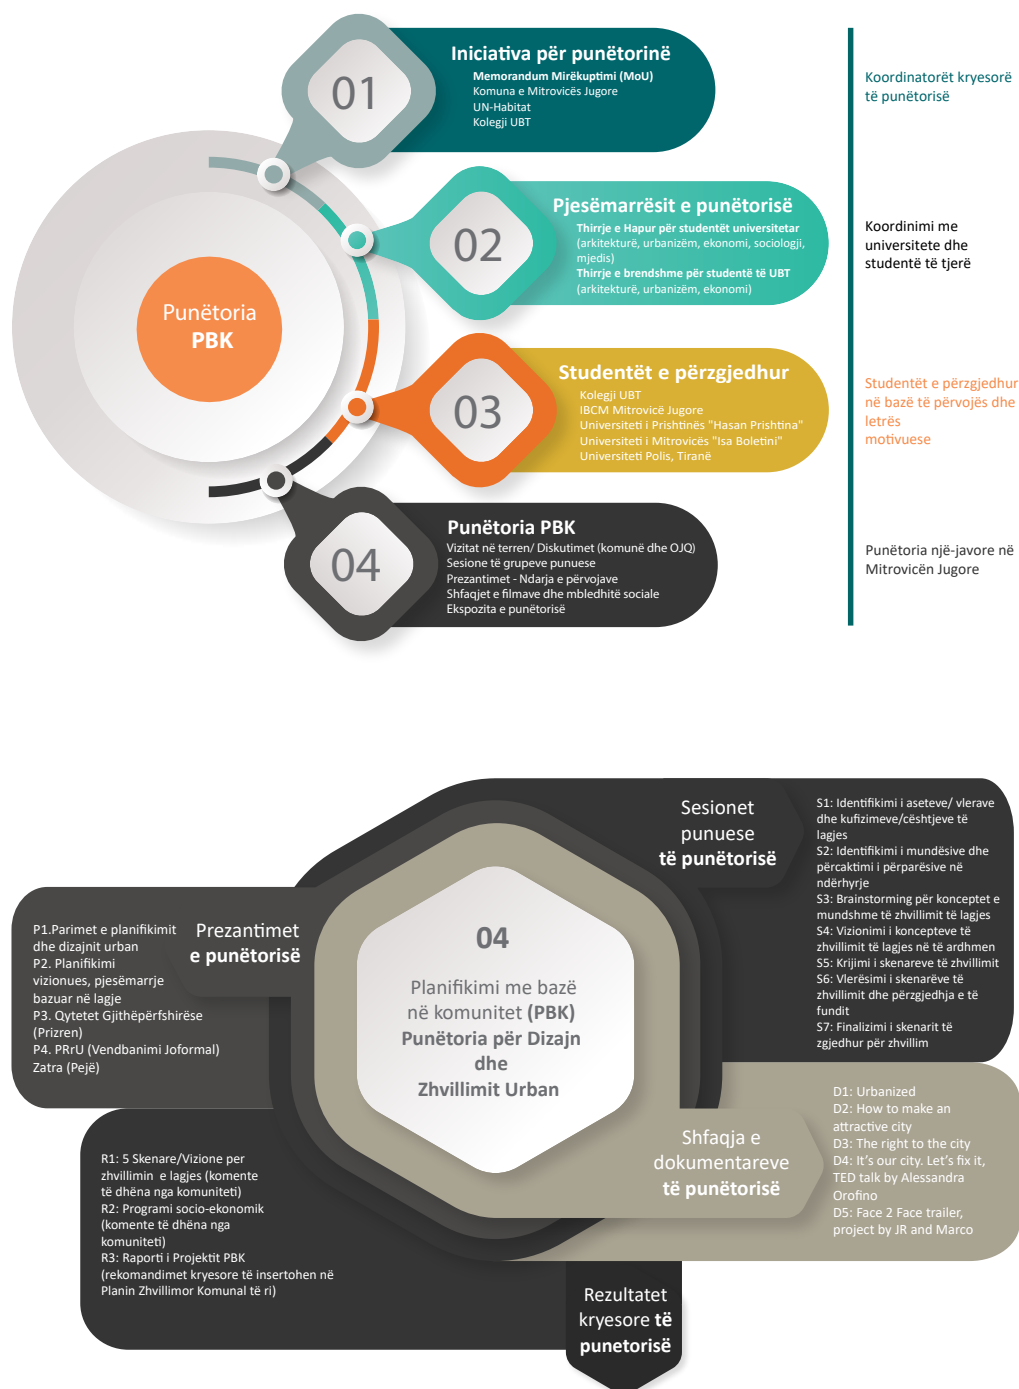 Punëtoria
PBK
01
Iniciativa për punëtorinë
Memorandum Mirëkuptimi (MoU)
Komuna e Mitrovicës Jugore
UN-Habitat
Kolegji UBT
Koordinatorët kryesorë
të punëtorisë
02
Pjesëmarrësit e punëtorisë
Thirrje e Hapur për studentët universitetar
(arkitekturë, urbanizëm, ekonomi, sociologji,
mjedis)
Thirrje e brendshme për studentë të UBT
(arkitekturë, urbanizëm, ekonomi)
Koordinimi me
universitete dhe
studentë të tjerë
03
Studentët e përzgjedhur
Kolegji UBT
IBCM Mitrovicë Jugore
Universiteti i Prishtinës "Hasan Prishtina"
Universiteti i Mitrovicës "Isa Boletini"
Universiteti Polis, Tiranë
Studentët e përzgjedhur
në bazë të përvojës dhe
letrës
motivuese
04
Punëtoria PBK
Vizitat në terren/ Diskutimet (komunë dhe OJQ)
Sesione të grupeve punuese
Prezantimet - Ndarja e përvojave
Shfaqjet e filmave dhe mbledhitë sociale
Ekspozita e punëtorisë
Punëtoria një-javore në
Mitrovicën Jugore
Sesionet
punuese
të punëtorisë
S1: Identifikimi i aseteve/ vlerave
dhe kufizimeve/cështjeve të
lagjes
S2: Identifikimi i mundësive dhe
përcaktimi i përparësive në
ndërhyrje
S3: Brainstorming për konceptet e
mundshme të zhvillimit të lagjes
S4: Vizionimi i koncepteve të
zhvillimit të lagjes në të ardhmen
S5: Krijimi i skenareve të zhvillimit
S6: Vlerësimi i skenarëve të
zhvillimit dhe përzgjedhja e të
fundit
S7: Finalizimi i skenarit të
zgjedhur për zhvillim
Prezantimet
e punëtorisë
P1.Parimet e planifikimit
dhe dizajnit urban
P2. Planifikimi
vizionues, pjesëmarrje
bazuar në lagje
P3. Qytetet Gjithëpërfshirëse
(Prizren)
P4. PRrU (Vendbanimi Joformal)
Zatra (Pejë)
04
Planifikimi me bazë
në komunitet (PBK)
Punëtoria për Dizajn
dhe
Zhvillimit Urban
Shfaqja e
dokumentareve
të punëtorisë
D1: Urbanized
D2: How to make an
attractive city
D3: The right to the city
D4: It's our city. Let's fix it,
TED talk by Alessandra
Orofino
D5: Face 2 Face trailer,
project by JR and Marco
R1: 5 Skenare/Vizione per
zhvillimin e lagjes (komente
të dhëna nga komuniteti)
R2: Programi socio-ekonomik
(komente të dhëna nga
komuniteti)
R3: Raporti i Projektit PBK
(rekomandimet kryesore të insertohen në
Planin Zhvillimor Komunal të ri)
Rezultatet
kryesore të
punetorisë